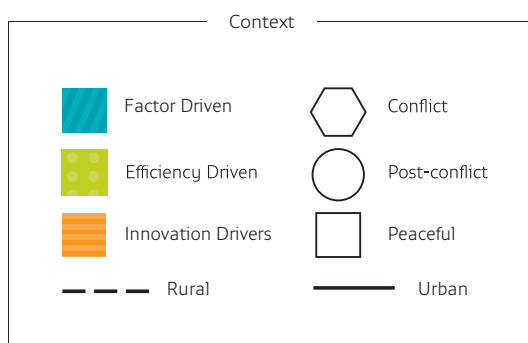 Context
Factor Driven
Conflict
Efficiency Driven
Post-conflict
Innovation Drivers
Peaceful
Rural
Urban